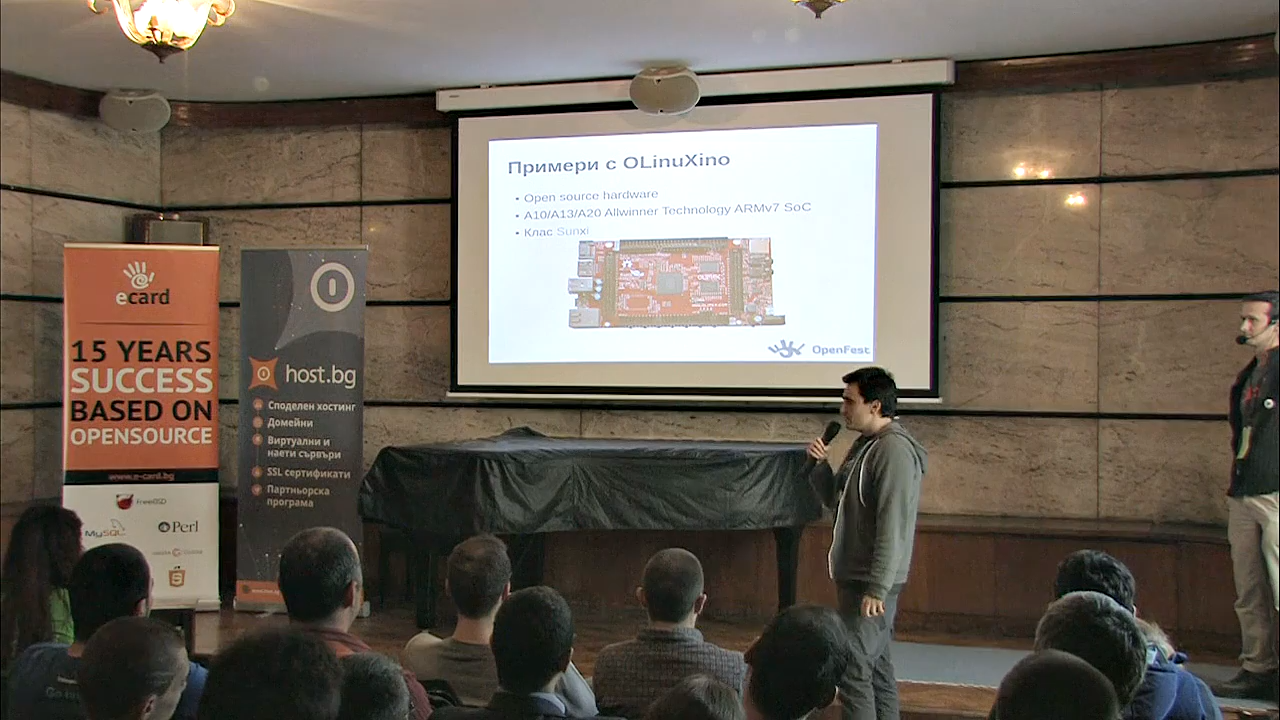 Примери с OLinuXino
• Open source hardware
• A10/A13/A20 Allwinner Technology ARMv7 SoC
• Клас Sunxi
OpenFest
ecard
15 YEARS
SUCCESS
BASED ON
OPENSOURCE
www.e-card.bg
FreeBSD
MySQL
Perl
host.bg
Споделен хостинг
Домейни
Виртуални и
наети сървъри
SSL сертификати
Партньорска
програма